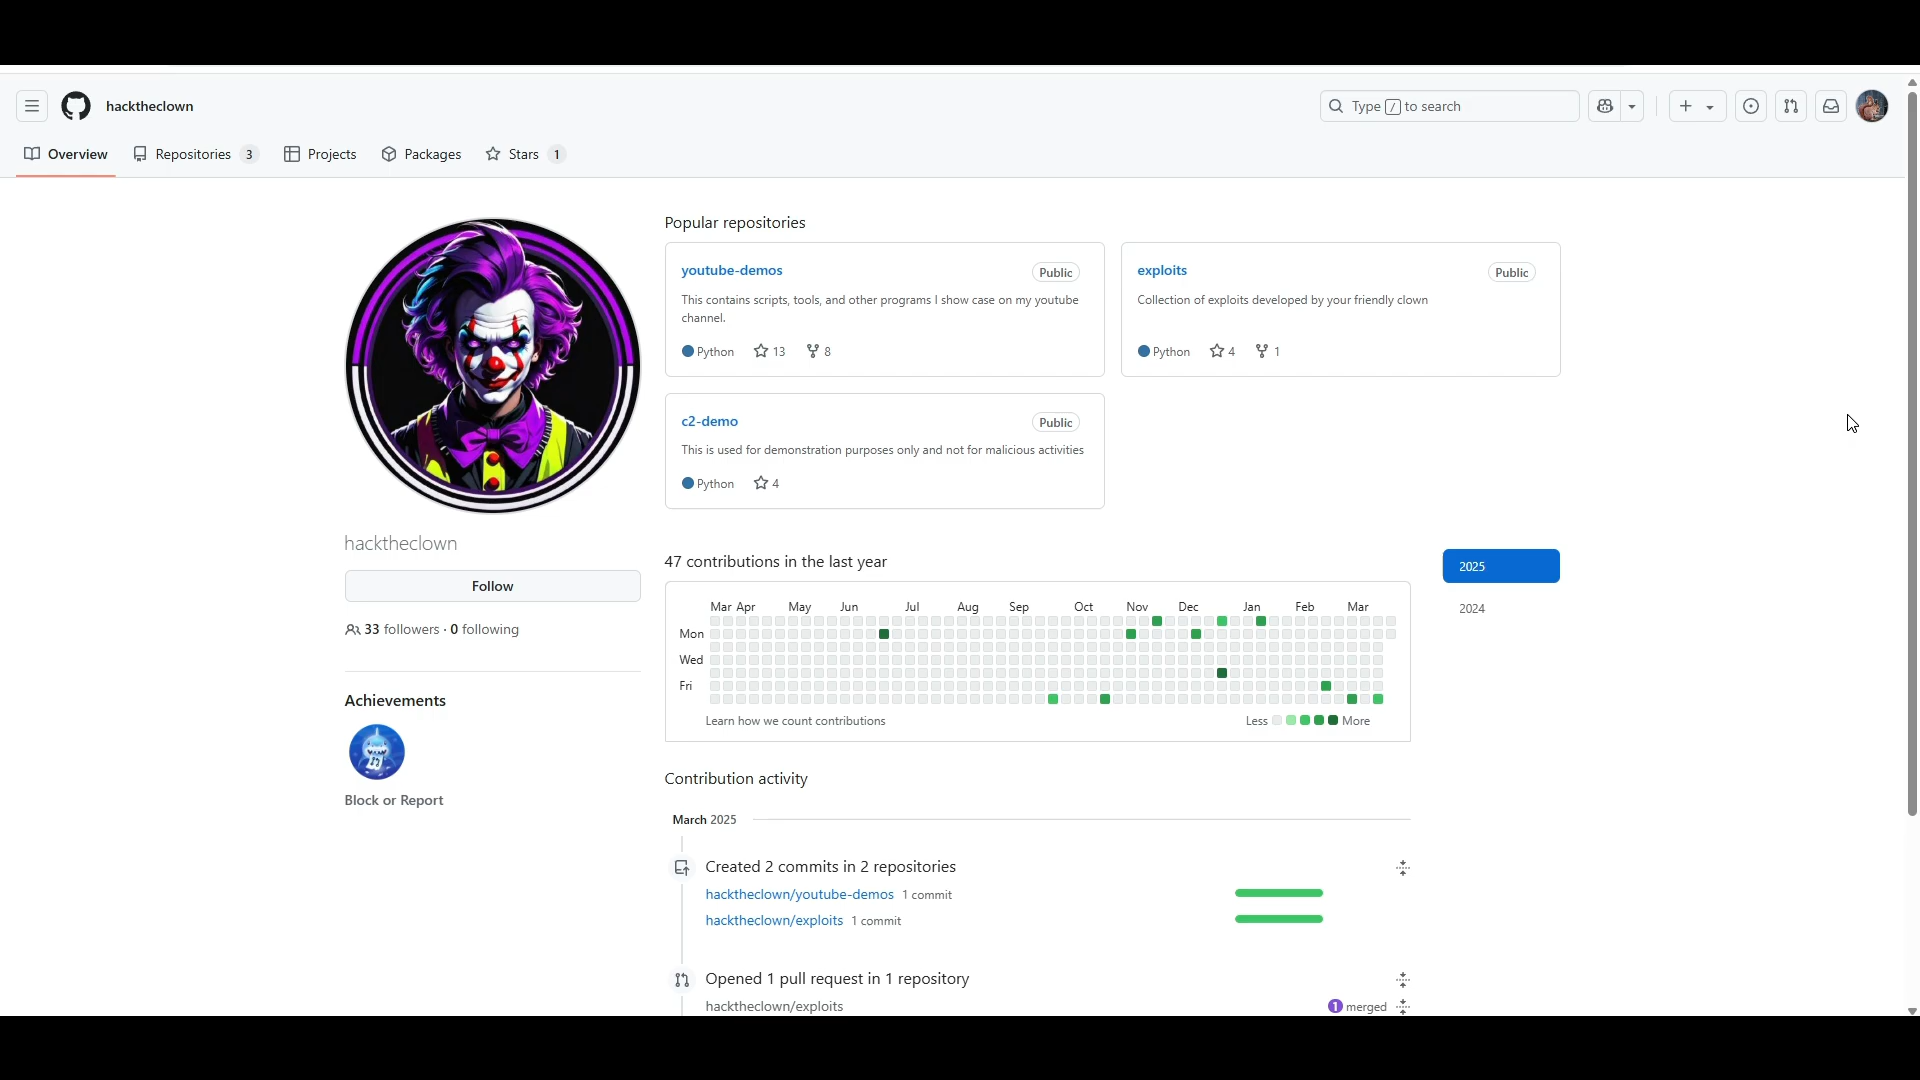 hacktheclown
Type / to search
Overview
Repositories 3
Projects
Packages
Stars 1
Popular repositories
youtube-demos
Public
This contains scripts, tools, and other programs I show case on my youtube
channel.
Python 13 8
exploits
Public
Collection of exploits developed by your friendly clown
Python 4 1
c2-demo
Public
This is used for demonstration purposes only and not for malicious activities
Python 4
hacktheclown
Follow
33 followers · 0 following
Achievements
Block or Report
47 contributions in the last year
2025
2024
Mar Apr May Jun Jul Aug Sep Oct Nov Dec Jan Feb Mar
Mon
Wed
Fri
Learn how we count contributions
Less More
Contribution activity
March 2025
Created 2 commits in 2 repositories
hacktheclown/youtube-demos 1 commit
hacktheclown/exploits 1 commit
Opened 1 pull request in 1 repository
hacktheclown/exploits
1 merged